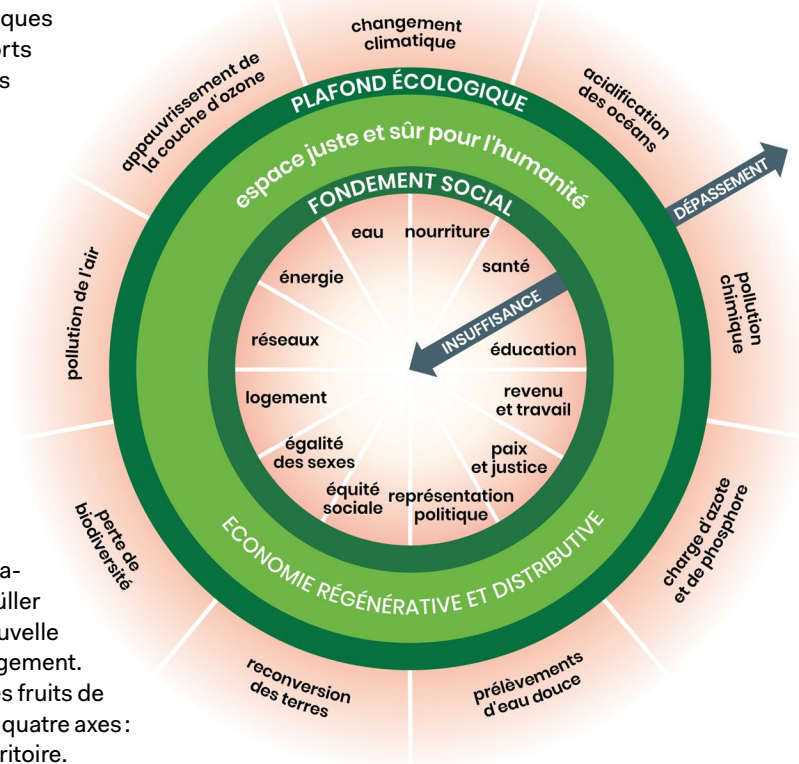 changement
climatique
acidification
des océans
DÉPASSEMENT
pollution
chimique
charge d'azote
et de phosphore
prélèvements
d'eau douce
reconversion
des terres
perte de
biodiversité
pollution de l'air
appauvrissement de
la couche d'ozone
PLAFOND ÉCOLOGIQUE
espace juste et sûr pour l'humanité
FONDEMENT SOCIAL
eau
nourriture
santé
INSUFFISANCE
éducation
revenu
et travail
paix
et justice
représentation
politique
équité
sociale
égalité
des sexes
logement
réseaux
énergie
ECONOMIE RÉGÉNÉRATIVE ET DISTRIBUTIVE
gement.
es fruits de
quatre axes :
ritoire.